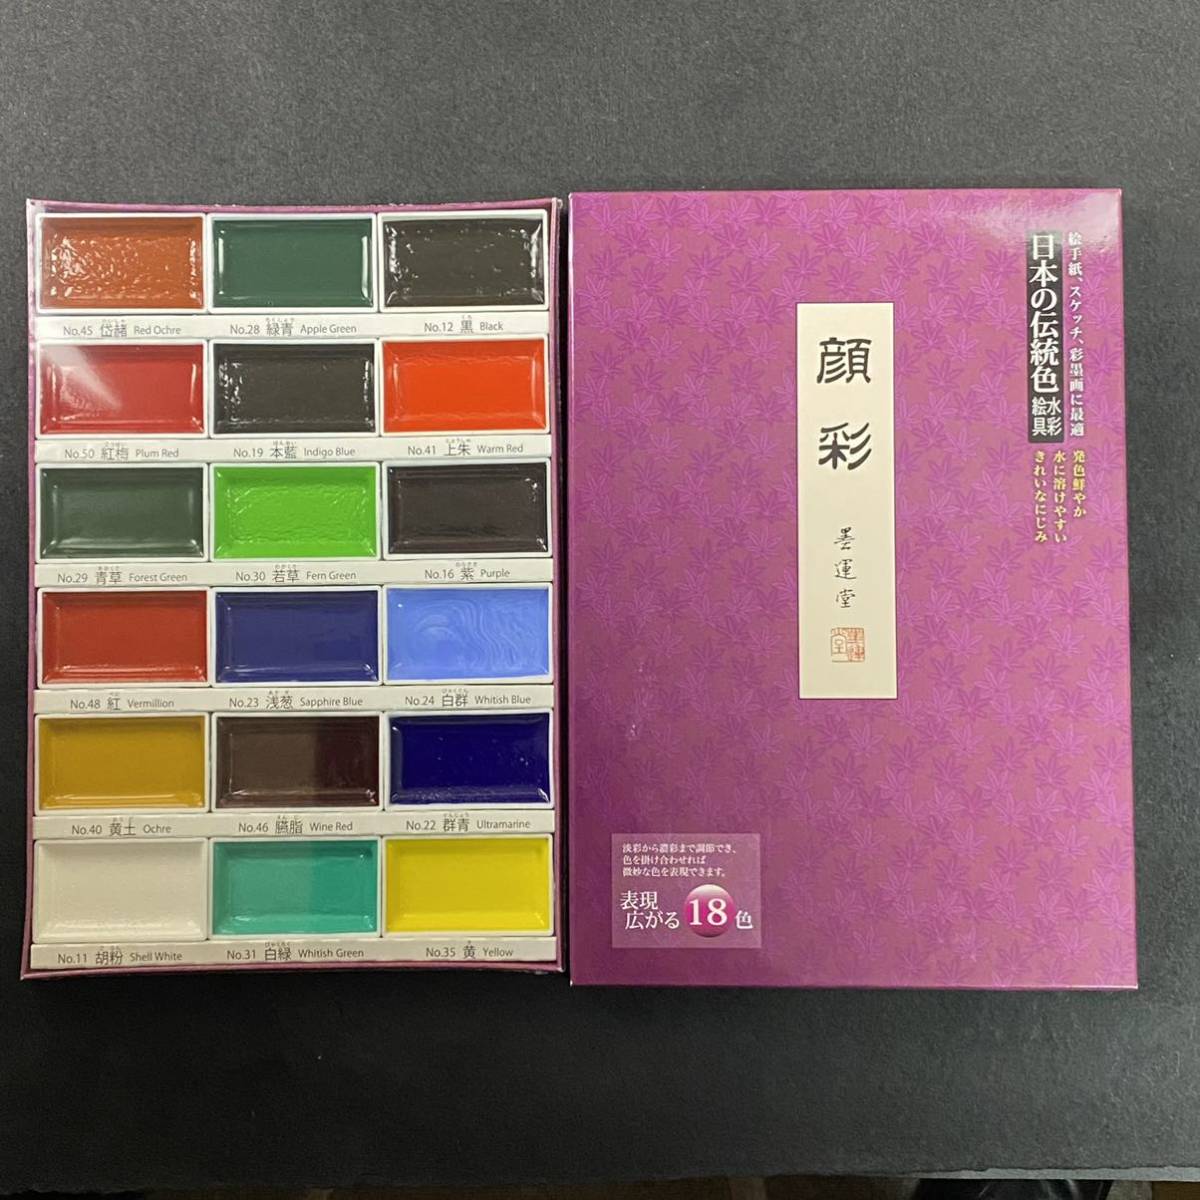 No.45 岱赭 Red Ochre
No.28 緑青 Apple Green
No.12 黒 Black
No.50 紅梅 Plum Red
No.19 本藍 Indigo Blue
No.41 上朱 Warm Red
No.29 青草 Forest Green
No.30 若草 Fern Green
No.16 紫 Purple
No.48 紅 Vermillion
No.23 浅葱 Sapphire Blue
No.24 白群 Whitish Blue
No.40 黄土 Ochre
No.46 臙脂 Wine Red
No.22 群青 Ultramarine
No.11 胡粉 Shell White
No.31 白緑 Whitish Green
No.35 黄 Yellow
絵手紙、スケッチ、彩墨画に最適
日本の伝統色 水彩絵具
発色鮮やか
水に溶けやすい
きれいなにじみ
顔彩
墨運堂
淡彩から濃彩まで調節でき、
色を掛け合わせれば
微妙な色を表現できます。
表現
広がる 18 色